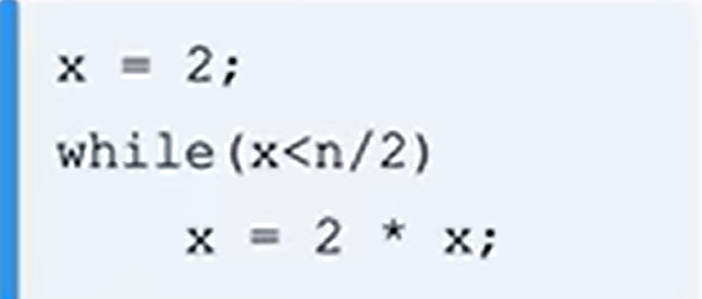 x = 2;
while(x<n/2)
x = 2 * x;